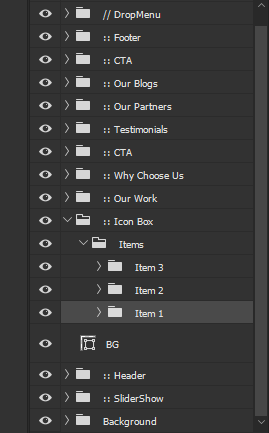 // DropMenu
:: Footer
:: CTA
:: Our Blogs
:: Our Partners
:: Testimonials
:: CTA
:: Why Choose Us
:: Our Work
:: Icon Box
Items
Item 3
Item 2
Item 1
BG
:: Header
:: SliderShow
Background